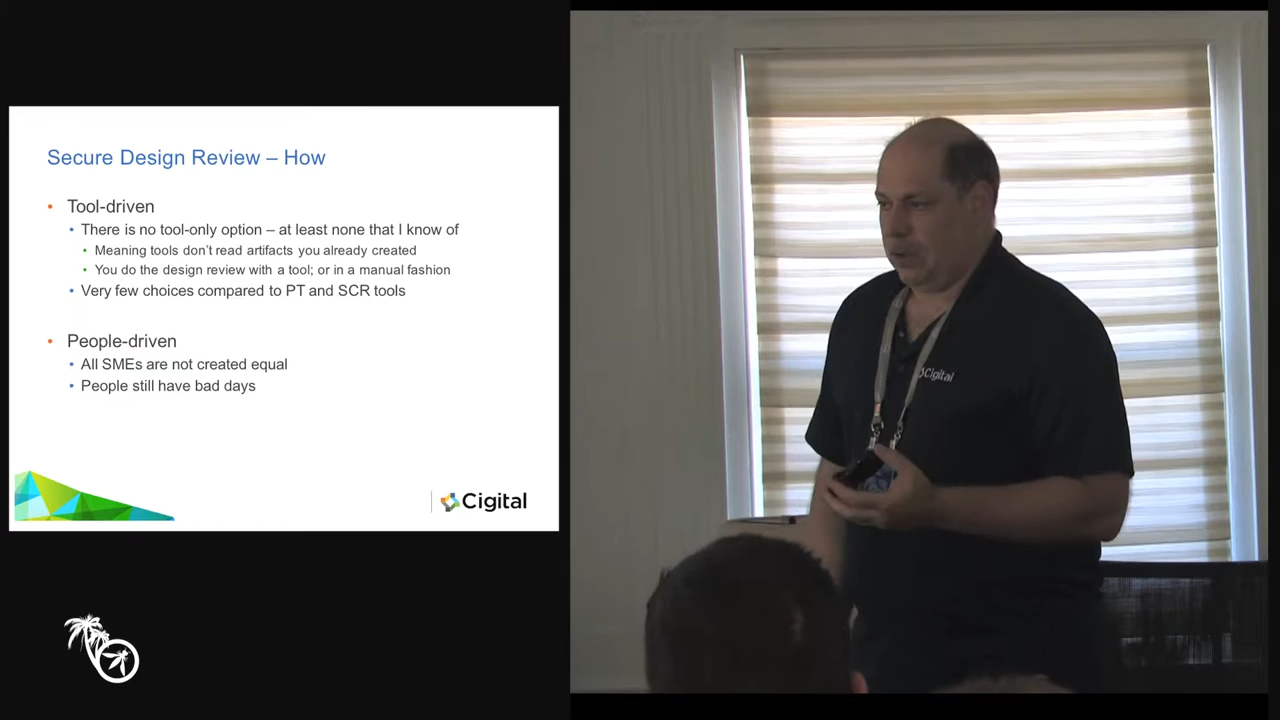 Secure Design Review – How
• Tool-driven
• There is no tool-only option – at least none that I know of
• Meaning tools don’t read artifacts you already created
• You do the design review with a tool; or in a manual fashion
• Very few choices compared to PT and SCR tools
• People-driven
• All SMEs are not created equal
• People still have bad days
Cigital
Cigital